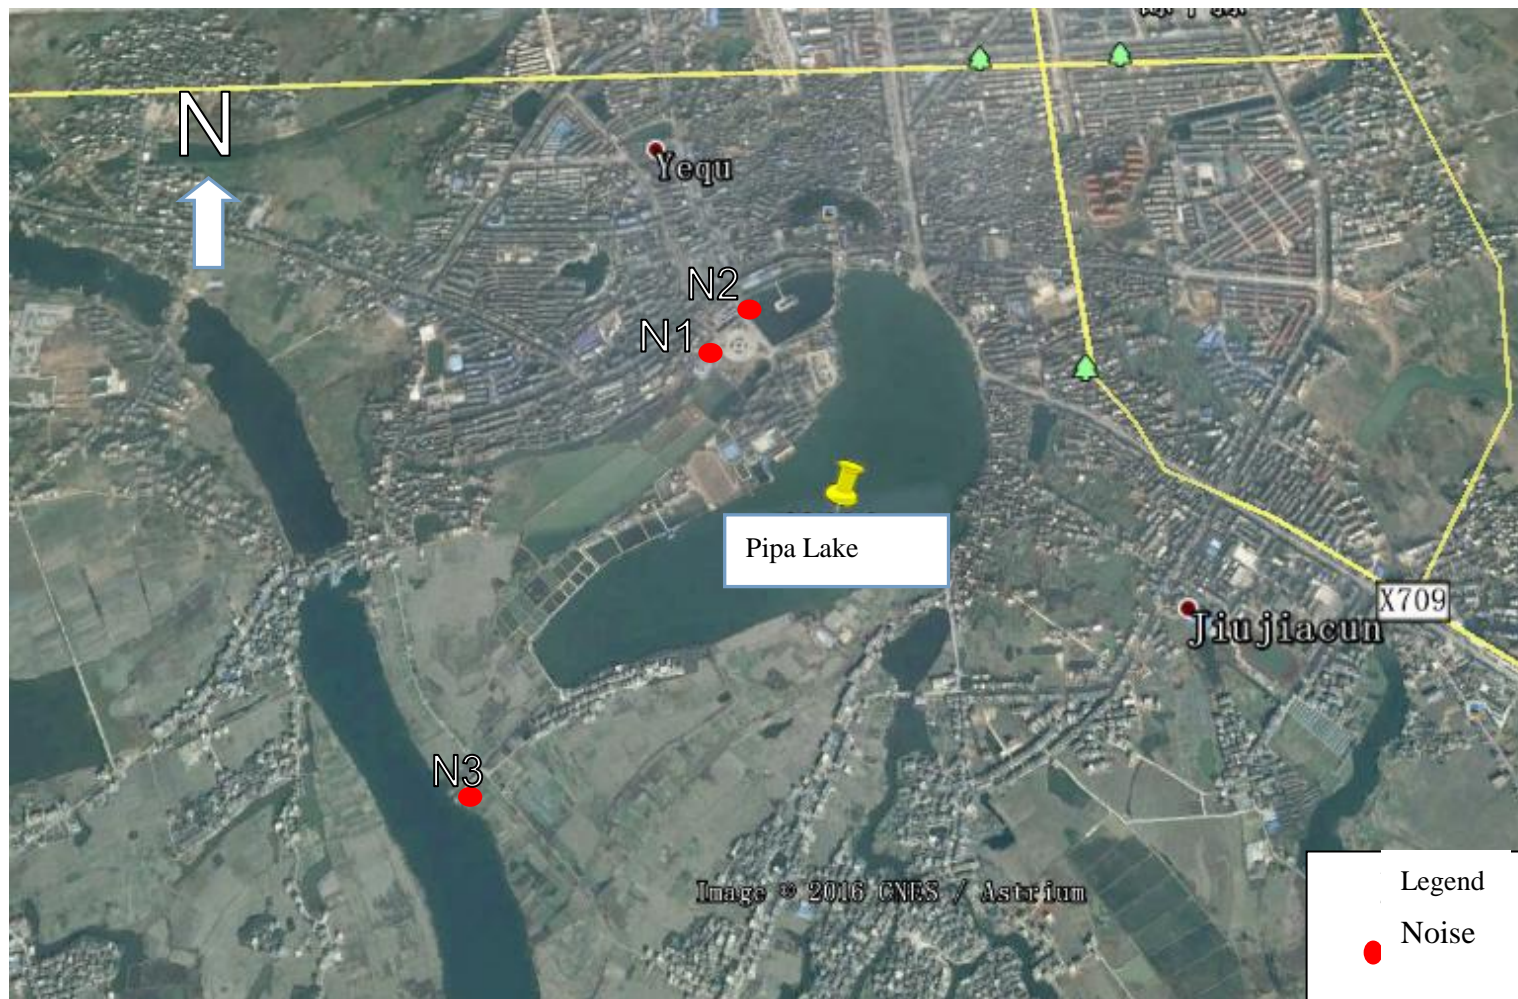 N
Yequ
N2
N1
Pipa Lake
X709
Jiujiacun
N3
Image © 2016 CNES / Astrium
Legend
Noise